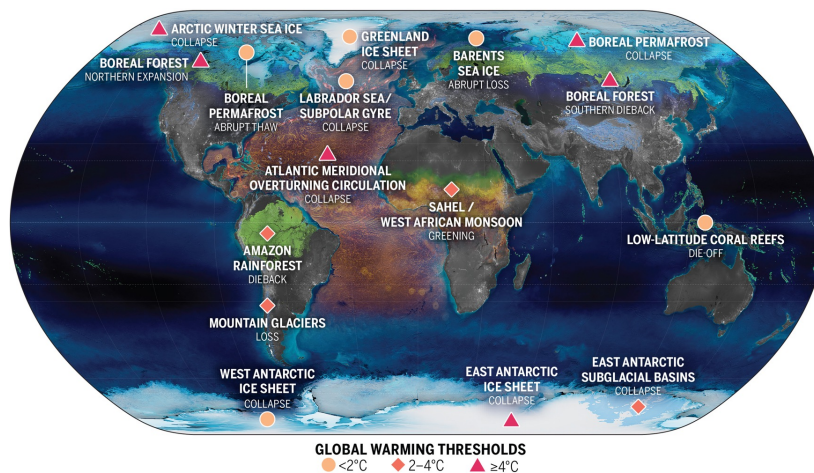 ARCTIC WINTER SEA ICE
COLLAPSE
GREENLAND
ICE SHEET
COLLAPSE
BARENTS
SEA ICE
ABRUPT LOSS
BOREAL PERMAFROST
COLLAPSE
BOREAL FOREST
NORTHERN EXPANSION
BOREAL
PERMAFROST
ABRUPT THAW
LABRADOR SEA/
SUBPOLAR GYRE
COLLAPSE
BOREAL FOREST
SOUTHERN DIEBACK
ATLANTIC MERIDIONAL
OVERTURNING CIRCULATION
COLLAPSE
SAHEL /
WEST AFRICAN MONSOON
GREENING
LOW-LATITUDE CORAL REEFS
DIE-OFF
AMAZON
RAINFOREST
DIEBACK
MOUNTAIN GLACIERS
LOSS
WEST ANTARCTIC
ICE SHEET
COLLAPSE
EAST ANTARCTIC
ICE SHEET
COLLAPSE
EAST ANTARCTIC
SUBGLACIAL BASINS
COLLAPSE
GLOBAL WARMING THRESHOLDS
<2°C 2–4°C ≥4°C